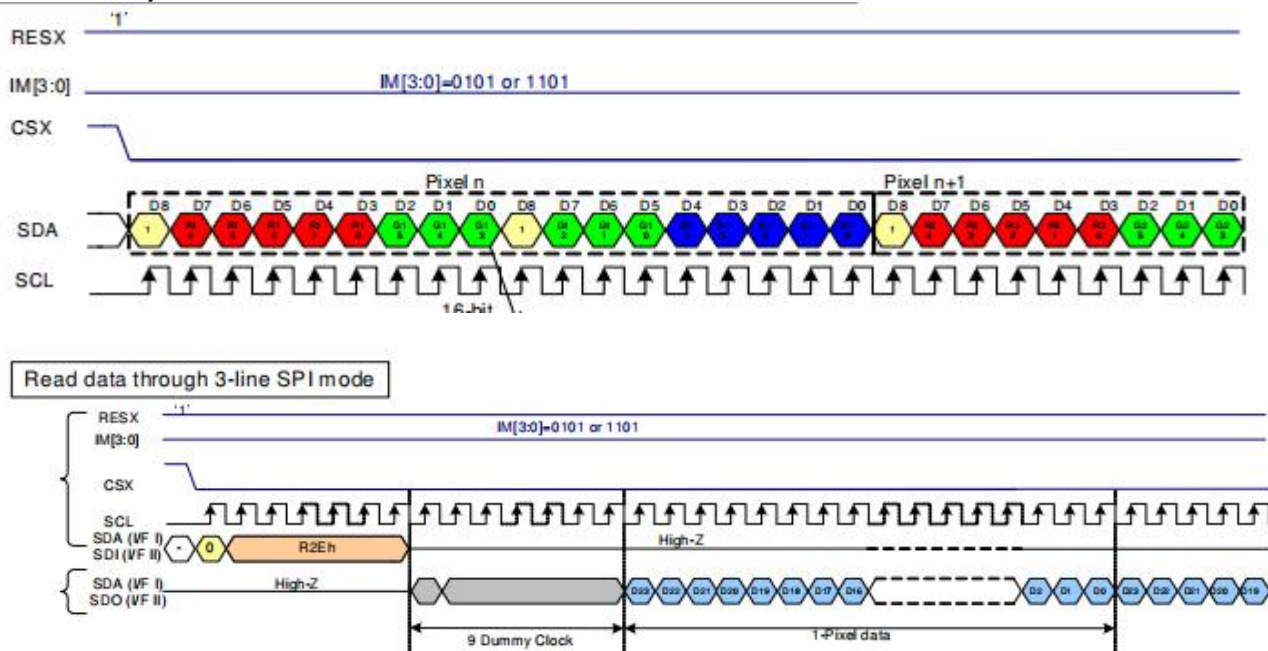 '1'
RESX
IM[3:0] IM[3:0]=0101 or 1101
CSX
Pixel n Pixel n+1
D8 D7 D6 D5 D4 D3 D2 D1 D0 D8 D7 D6 D5 D4 D3 D2 D1 D0 D8 D7 D6 D5 D4 D3 D2 D1 D0
SDA 1 1 1
SCL
16-bit
Read data through 3-line SPI mode
RESX '1'
IM[3:0] IM[3:0]=0101 or 1101
CSX
SCL
SDA (I/F I)
SDI (I/F II) - 0 R2Eh High-Z
SDA (I/F I) High-Z
SDO (I/F II) D23 D22 D21 D20 D19 D18 D17 D16 D2 D1 D0 D23 D22 D21 D20 D19
9 Dummy Clock 1-Pixel data